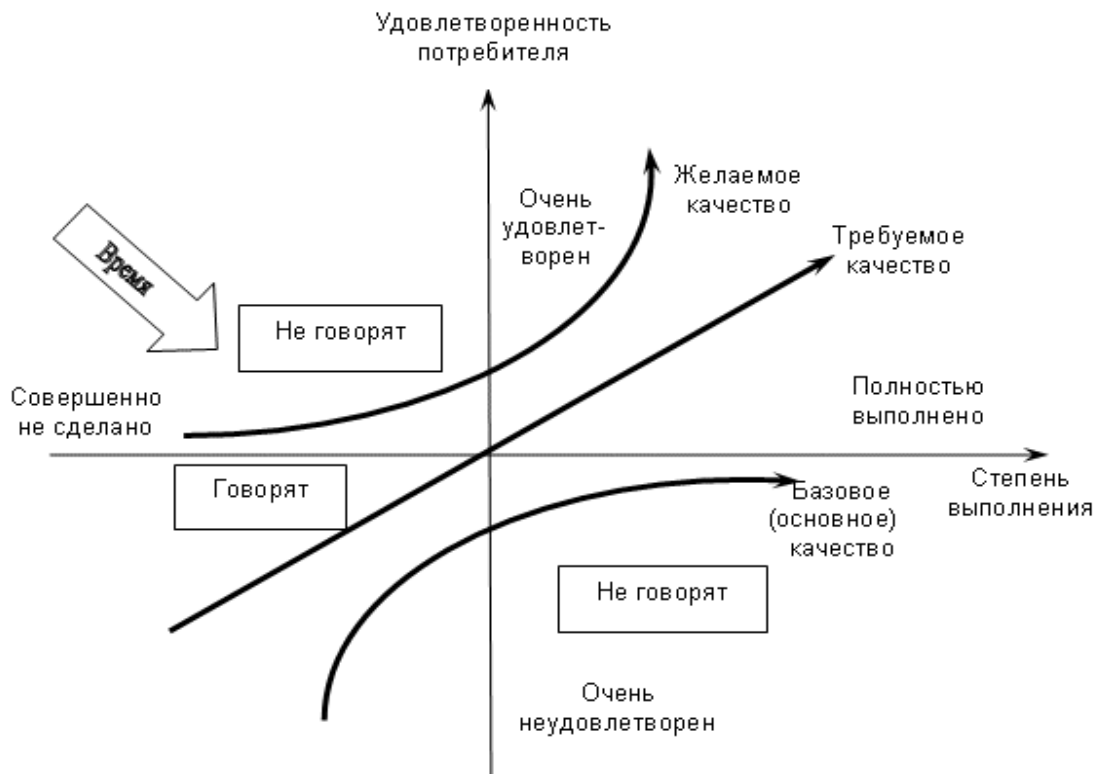 Удовлетворенность
потребителя
Желаемое
качество
Очень
удовлет-
ворен
Требуемое
качество
Время
Не говорят
Совершенно
не сделано
Полностью
выполнено
Говорят
Степень
выполнения
Базовое
(основное)
качество
Не говорят
Очень
неудовлетворен